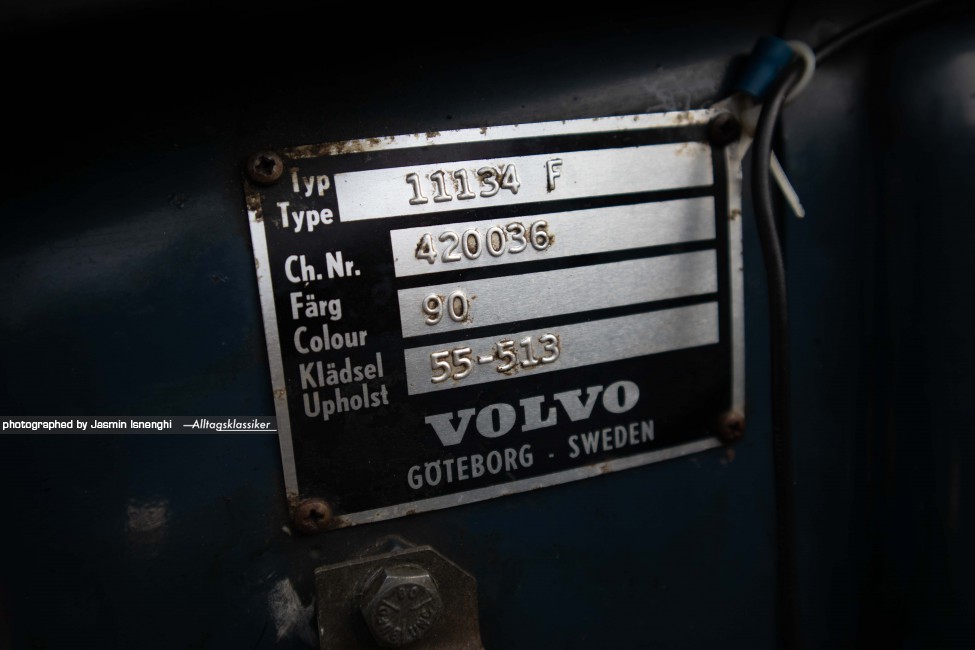 Typ 11134 F
Type
Ch.Nr. 420036
Färg 90
Colour
Klädsel 55-513
Upholst
VOLVO
GÖTEBORG - SWEDEN
photographed by Jasmin Isnenghi —Alltagsklassiker